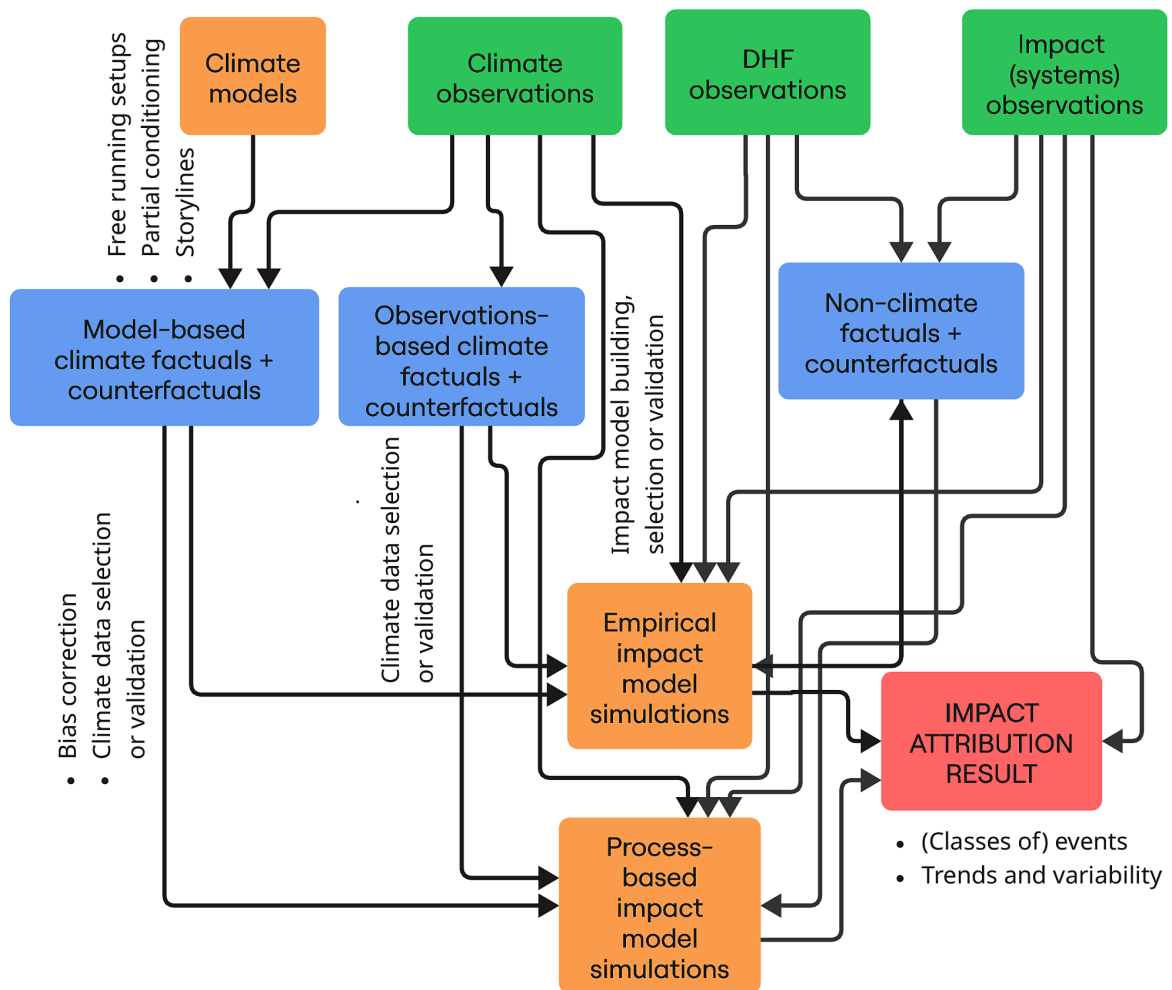 Climate
models
Climate
observations
DHF
observations
Impact
(systems)
observations
• Free running setups
• Partial conditioning
• Storylines
Model-based
climate factuals +
counterfactuals
Observations-
based climate
factuals +
counterfactuals
Impact model building,
selection or validation
Non-climate
factuals +
counterfactuals
• Bias correction
• Climate data selection
or validation
Climate data selection
or validation
Empirical
impact
model
simulations
IMPACT
ATTRIBUTION
RESULT
• (Classes of) events
• Trends and variability
Process-
based
impact
model
simulations